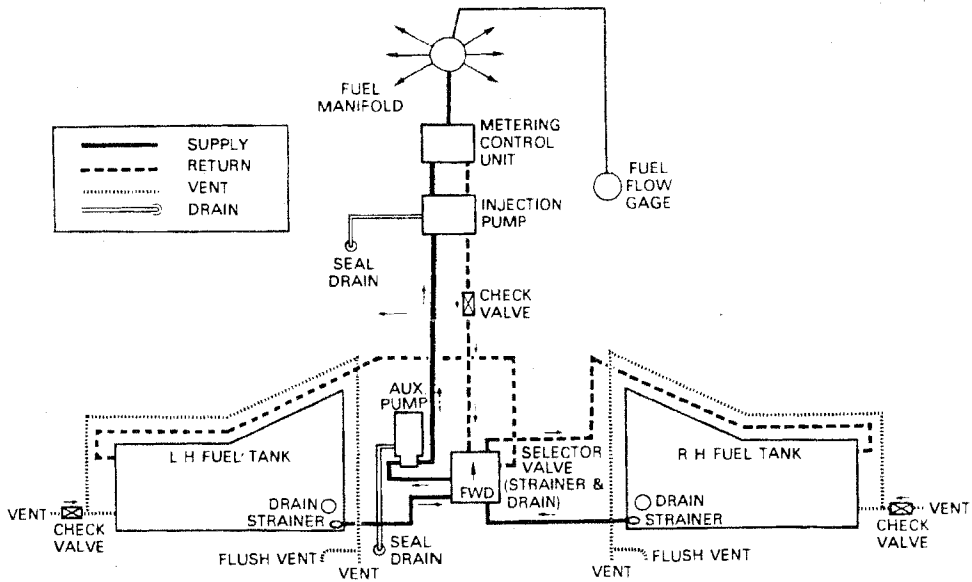 FUEL
MANIFOLD
METERING
CONTROL
UNIT
SUPPLY
RETURN
VENT
DRAIN
FUEL
FLOW
GAGE
INJECTION
PUMP
SEAL
DRAIN
CHECK
VALVE
AUX.
PUMP
L H FUEL TANK
SELECTOR
VALVE
(STRAINER &
DRAIN)
FWD
R H FUEL TANK
DRAIN
STRAINER
DRAIN
STRAINER
VENT
CHECK
VALVE
SEAL
DRAIN
FLUSH VENT
VENT
FLUSH VENT
VENT
VENT
CHECK
VALVE